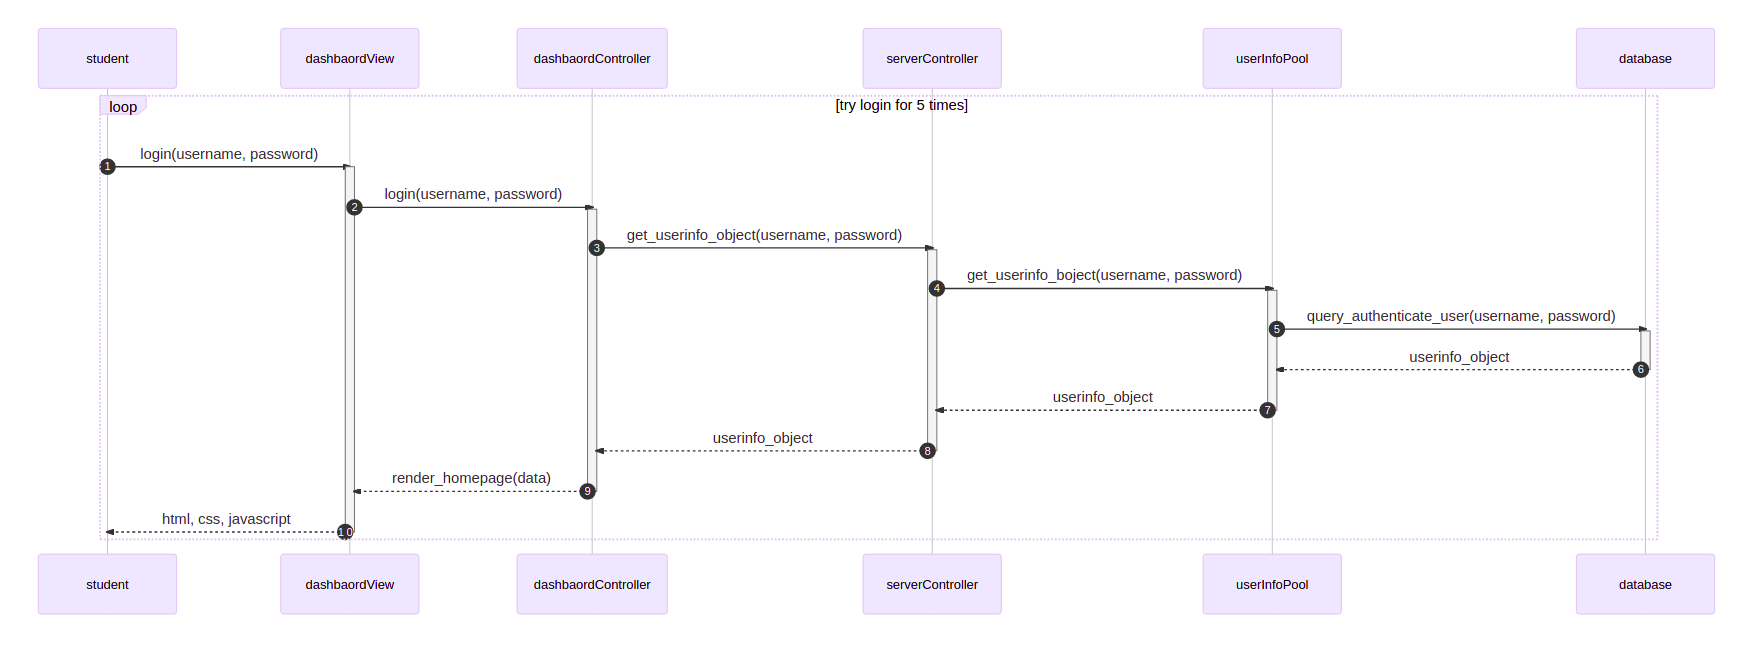 student
dashbaordView
dashbaordController
serverController
userInfoPool
database
loop
[try login for 5 times]
login(username, password)
1
login(username, password)
2
get_userinfo_object(username, password)
3
get_userinfo_boject(username, password)
4
query_authenticate_user(username, password)
5
userinfo_object
6
userinfo_object
7
userinfo_object
8
render_homepage(data)
9
html, css, javascript
10
student
dashbaordView
dashbaordController
serverController
userInfoPool
database